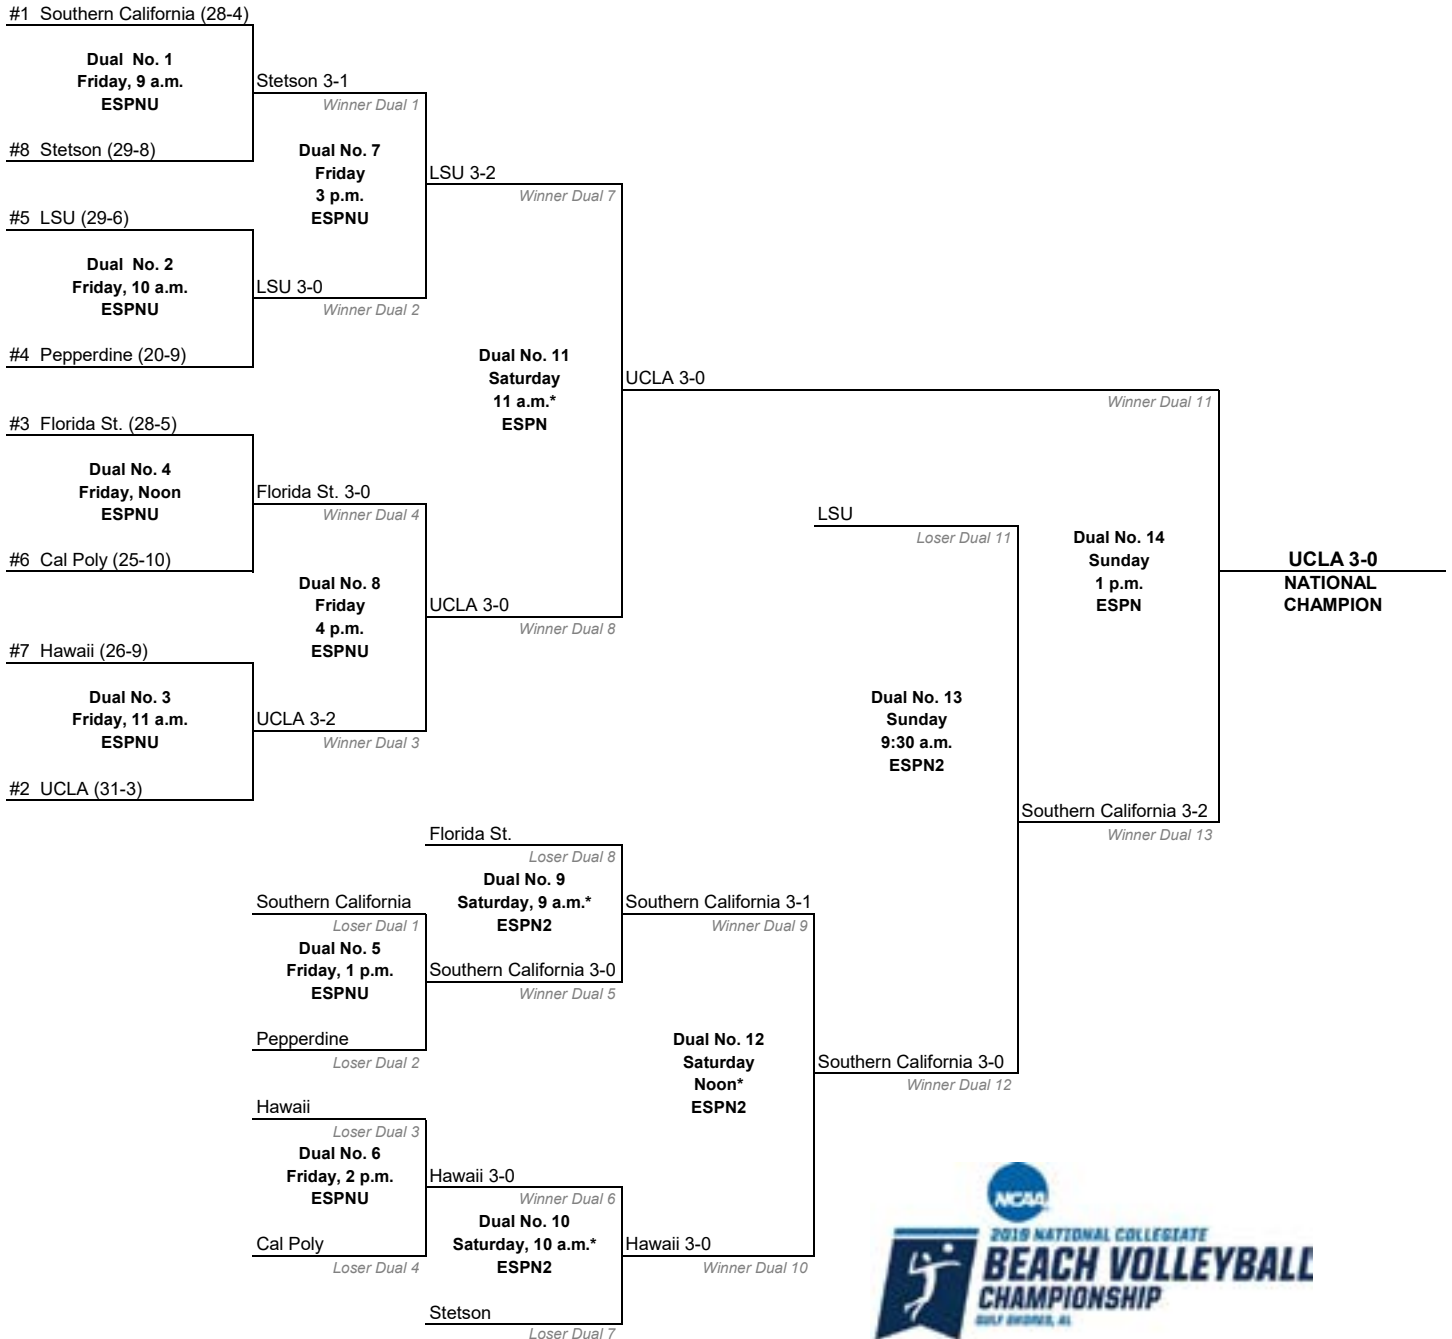 #1 Southern California (28-4)
Dual No. 1
Friday, 9 a.m.
ESPNU
#8 Stetson (29-8)
Stetson 3-1
Winner Dual 1
Dual No. 7
Friday
3 p.m.
ESPNU
#5 LSU (29-6)
Dual No. 2
Friday, 10 a.m.
ESPNU
#4 Pepperdine (20-9)
LSU 3-0
Winner Dual 2
LSU 3-2
Winner Dual 7
Dual No. 11
Saturday
11 a.m.*
ESPN
#3 Florida St. (28-5)
Dual No. 4
Friday, Noon
ESPNU
#6 Cal Poly (25-10)
Florida St. 3-0
Winner Dual 4
Dual No. 8
Friday
4 p.m.
ESPNU
#7 Hawaii (26-9)
Dual No. 3
Friday, 11 a.m.
ESPNU
#2 UCLA (31-3)
UCLA 3-2
Winner Dual 3
UCLA 3-0
Winner Dual 8
UCLA 3-0
Winner Dual 11
LSU
Loser Dual 11
Dual No. 14
Sunday
1 p.m.
ESPN
UCLA 3-0
NATIONAL
CHAMPION
Dual No. 13
Sunday
9:30 a.m.
ESPN2
Southern California 3-2
Winner Dual 13
Florida St.
Loser Dual 8
Dual No. 9
Saturday, 9 a.m.*
ESPN2
Southern California
Loser Dual 1
Dual No. 5
Friday, 1 p.m.
ESPNU
Pepperdine
Loser Dual 2
Southern California 3-0
Winner Dual 5
Southern California 3-1
Winner Dual 9
Dual No. 12
Saturday
Noon*
ESPN2
Southern California 3-0
Winner Dual 12
Hawaii
Loser Dual 3
Dual No. 6
Friday, 2 p.m.
ESPNU
Cal Poly
Loser Dual 4
Hawaii 3-0
Winner Dual 6
Dual No. 10
Saturday, 10 a.m.*
ESPN2
Stetson
Loser Dual 7
Hawaii 3-0
Winner Dual 10
NCAA
2019 NATIONAL COLLEGIATE
BEACH VOLLEYBALL
CHAMPIONSHIP
GULF SHORES, AL